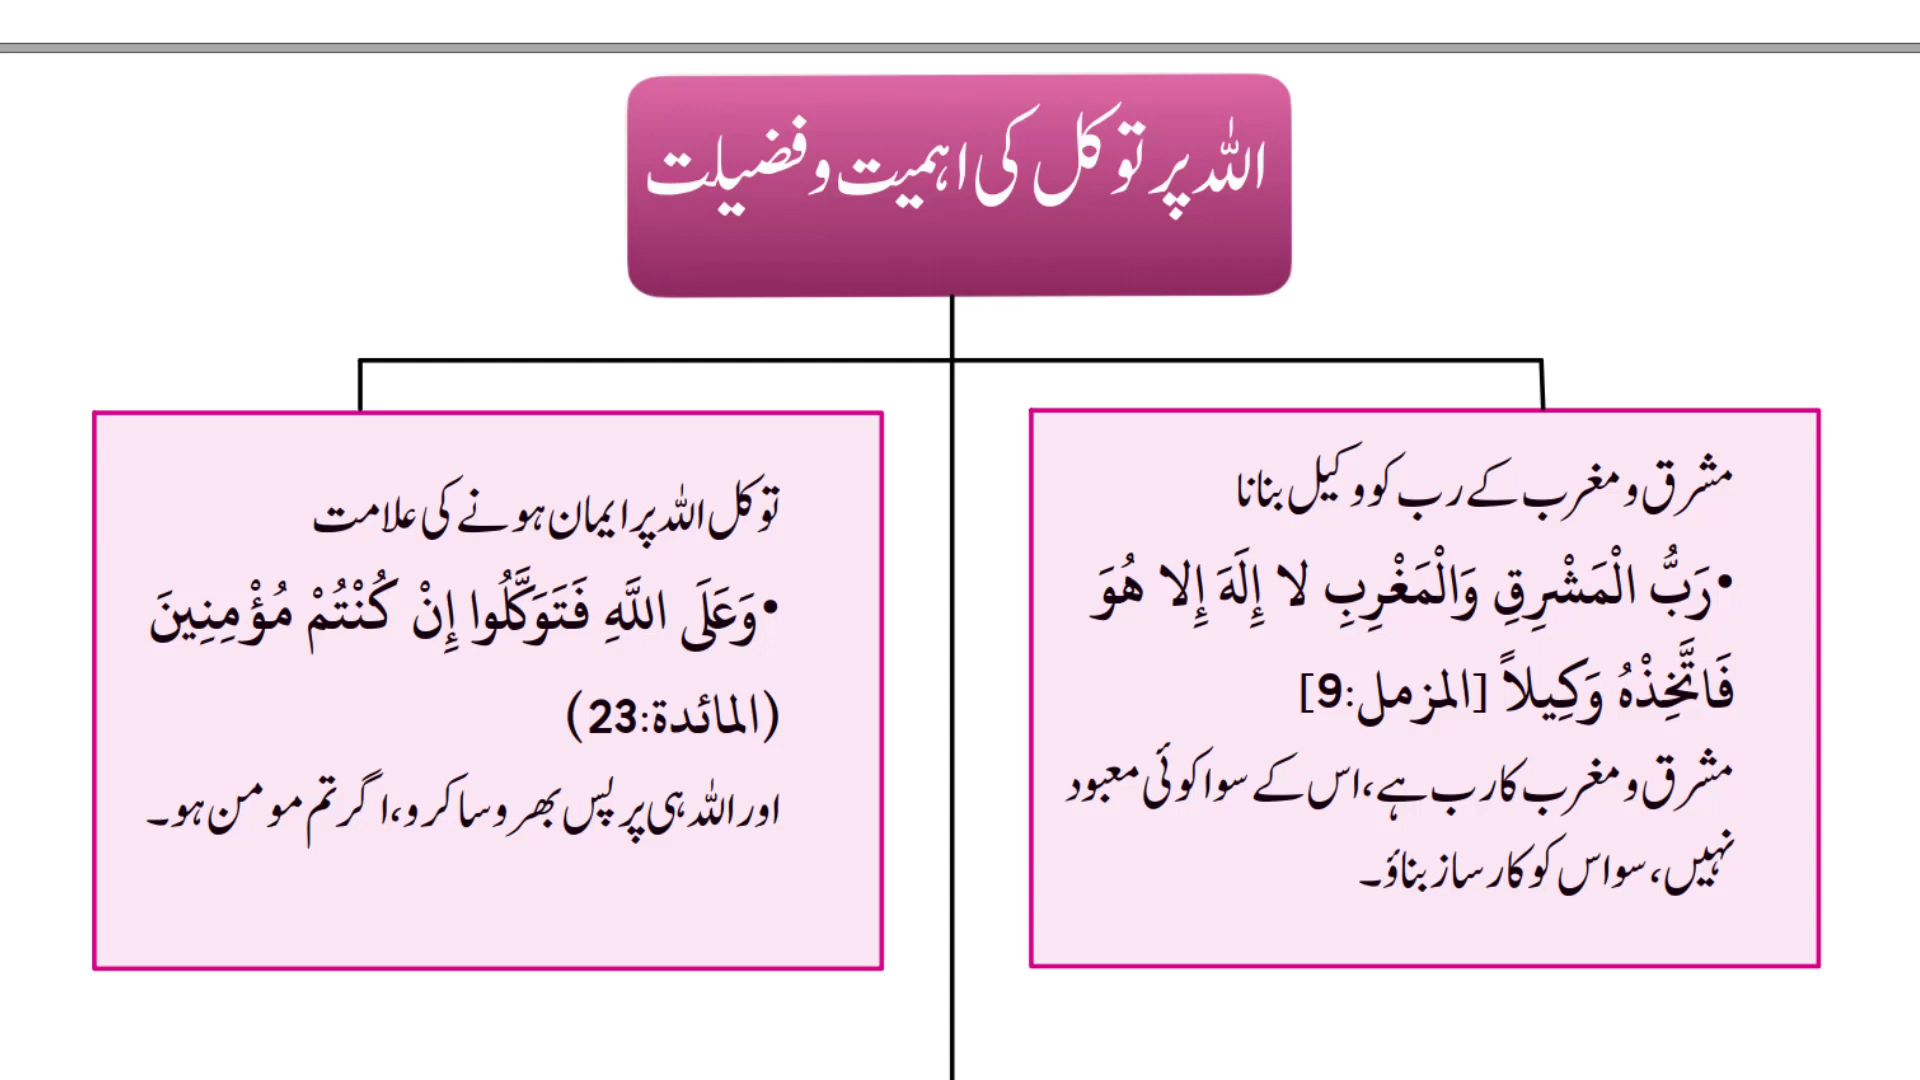 اللہ پر توکل کی اہمیت و فضیلت
مشرق و مغرب کے رب کو وکیل بنانا
•رَبُّ الْمَشْرِقِ وَالْمَغْرِبِ لا إِلَهَ إِلا هُوَ
فَاتَّخِذْهُ وَكِيلاً [المزمل:9]
مشرق و مغرب کا رب ہے، اس کے سوا کوئی معبود
نہیں، سو اس کو کارساز بناؤ۔
توکل اللہ پر ایمان ہونے کی علامت
•وَعَلَى اللَّهِ فَتَوَكَّلُوا إِنْ كُنْتُمْ مُؤْمِنِينَ
(المائدة:23)
اور اللہ ہی پر پس بھروسا کرو، اگر تم مومن ہو۔